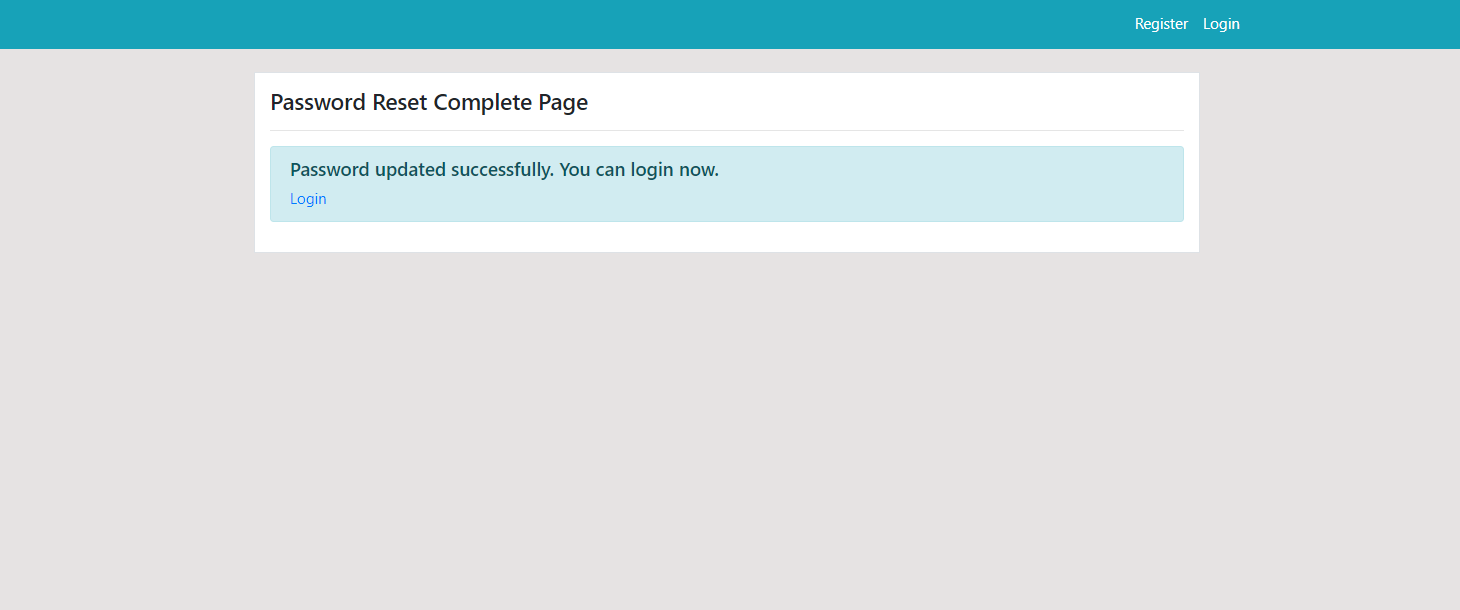 Register Login
Password Reset Complete Page
Password updated successfully. You can login now.
Login